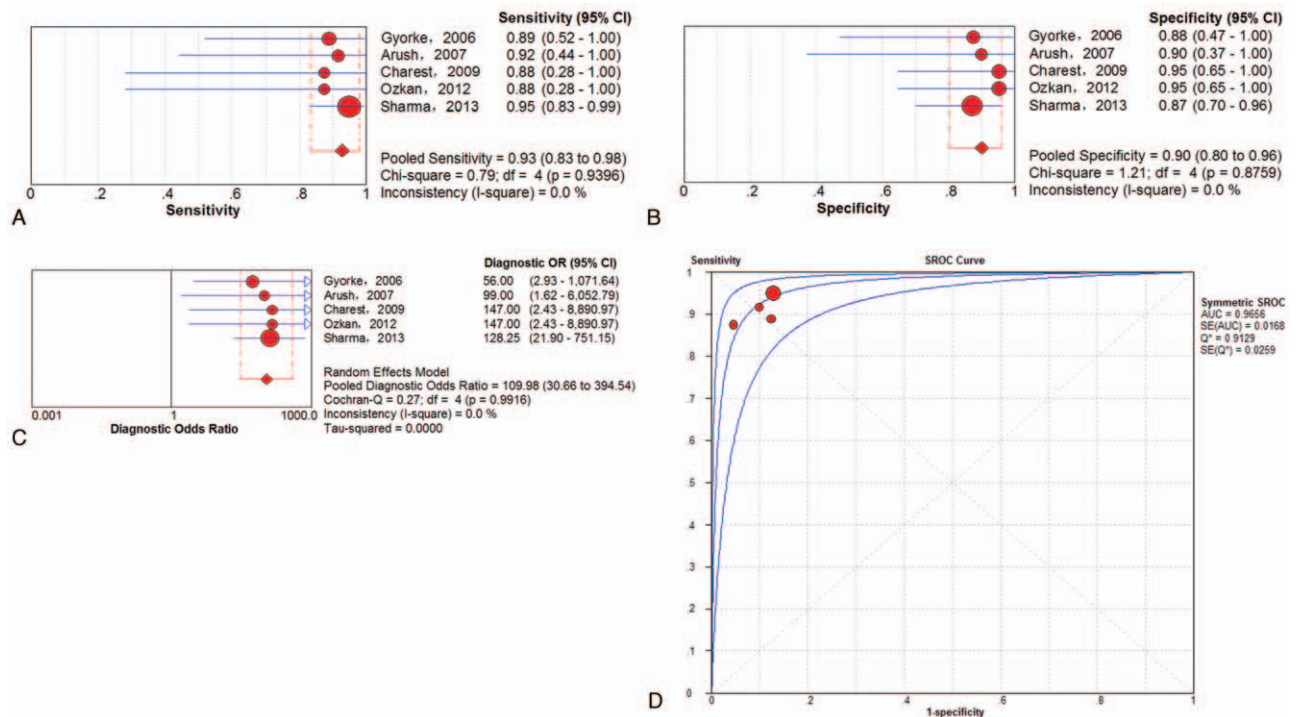 Sensitivity (95% CI)
Gyorke, 2006 0.89 (0.52 - 1.00)
Arush, 2007 0.92 (0.44 - 1.00)
Charest, 2009 0.88 (0.28 - 1.00)
Ozkan, 2012 0.88 (0.28 - 1.00)
Sharma, 2013 0.95 (0.83 - 0.99)
Pooled Sensitivity = 0.93 (0.83 to 0.98)
Chi-square = 0.79; df = 4 (p = 0.9396)
Inconsistency (I-square) = 0.0 %
0 .2 .4 .6 .8 1
Sensitivity
A
Specificity (95% CI)
Gyorke, 2006 0.88 (0.47 - 1.00)
Arush, 2007 0.90 (0.37 - 1.00)
Charest, 2009 0.95 (0.65 - 1.00)
Ozkan, 2012 0.95 (0.65 - 1.00)
Sharma, 2013 0.87 (0.70 - 0.96)
Pooled Specificity = 0.90 (0.80 to 0.96)
Chi-square = 1.21; df = 4 (p = 0.8759)
Inconsistency (I-square) = 0.0 %
0 .2 .4 .6 .8 1
Specificity
B
Diagnostic OR (95% CI)
Gyorke, 2006 56.00 (2.93 - 1,071.64)
Arush, 2007 99.00 (1.62 - 6,052.79)
Charest, 2009 147.00 (2.43 - 8,890.97)
Ozkan, 2012 147.00 (2.43 - 8,890.97)
Sharma, 2013 128.25 (21.90 - 751.15)
Random Effects Model
Pooled Diagnostic Odds Ratio = 109.98 (30.66 to 394.54)
Cochran-Q = 0.27; df = 4 (p = 0.9916)
Inconsistency (I-square) = 0.0 %
Tau-squared = 0.0000
0.001 1 1000.0
Diagnostic Odds Ratio
C
Sensitivity SROC Curve
1
.9
.8
.7
.6
.5
.4
.3
.2
.1
0
Symmetric SROC
AUC = 0.9656
SE(AUC) = 0.0168
Q* = 0.9129
SE(Q*) = 0.0259
0 .2 .4 .6 .8 1
1-specificity
D